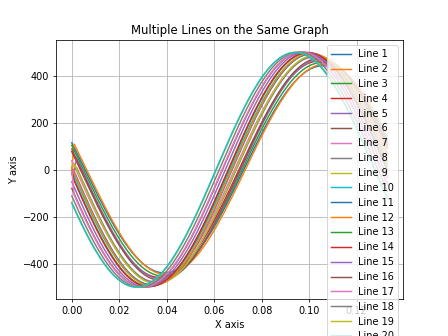 Multiple Lines on the Same Graph
Y axis
400
200
0
−200
−400
0.00
0.02
0.04
0.06
0.08
0.10
X axis
Line 1
Line 2
Line 3
Line 4
Line 5
Line 6
Line 7
Line 8
Line 9
Line 10
Line 11
Line 12
Line 13
Line 14
Line 15
Line 16
Line 17
Line 18
Line 19
Line 20